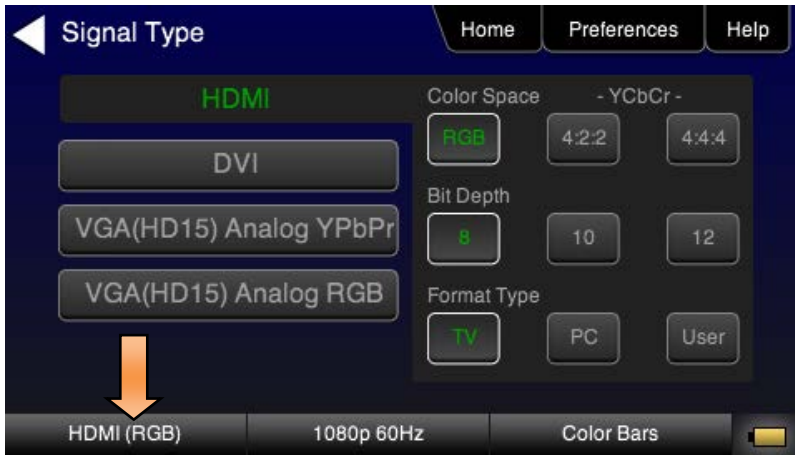 Signal Type
Home
Preferences
Help
HDMI
DVI
VGA(HD15) Analog YPbPr
VGA(HD15) Analog RGB
Color Space - YCbCr -
RGB 4:2:2 4:4:4
Bit Depth
8 10 12
Format Type
TV PC User
HDMI (RGB)
1080p 60Hz
Color Bars